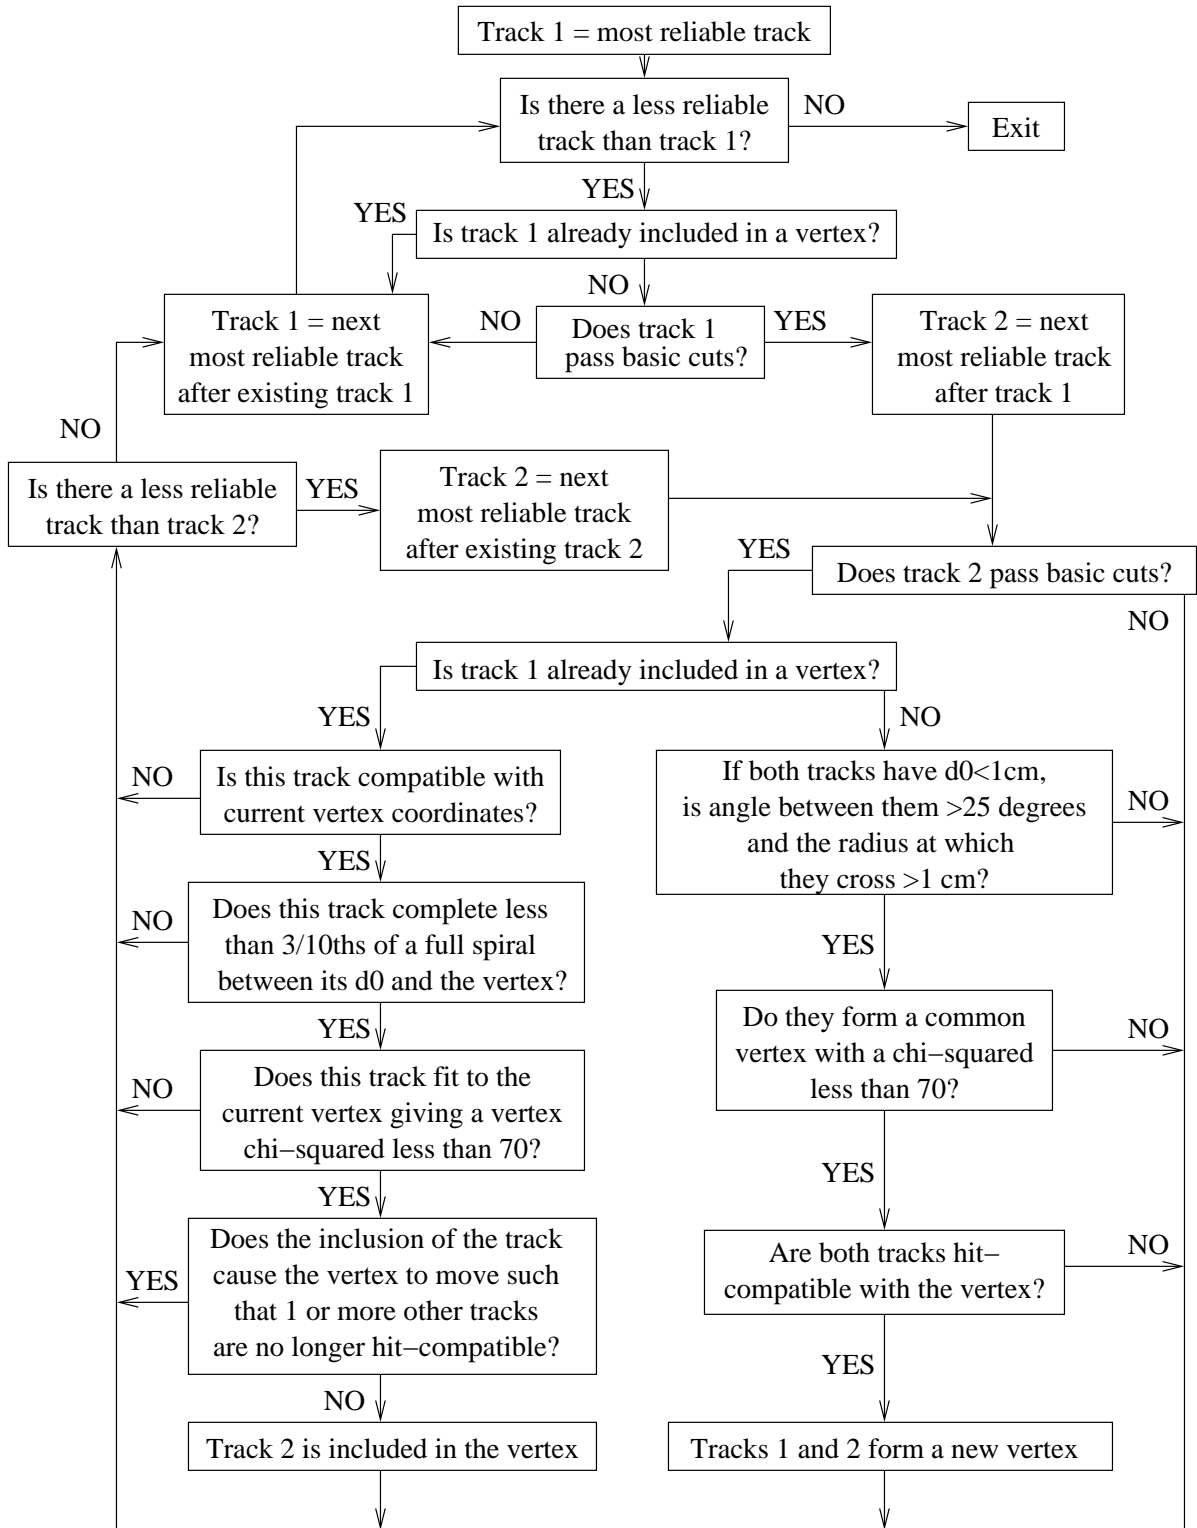 Track 1 = most reliable track
Is there a less reliable
track than track 1?
NO
Exit
YES
YES
Is track 1 already included in a vertex?
NO
Track 1 = next
most reliable track
after existing track 1
NO
Does track 1
pass basic cuts?
YES
Track 2 = next
most reliable track
after track 1
NO
Is there a less reliable
track than track 2?
YES
Track 2 = next
most reliable track
after existing track 2
YES
Does track 2 pass basic cuts?
NO
Is track 1 already included in a vertex?
YES
NO
NO
Is this track compatible with
current vertex coordinates?
If both tracks have d0<1cm,
is angle between them >25 degrees
and the radius at which
they cross >1 cm?
NO
YES
NO
Does this track complete less
than 3/10ths of a full spiral
between its d0 and the vertex?
YES
YES
Do they form a common
vertex with a chi−squared
less than 70?
NO
NO
Does this track fit to the
current vertex giving a vertex
chi−squared less than 70?
YES
YES
YES
Does the inclusion of the track
cause the vertex to move such
that 1 or more other tracks
are no longer hit−compatible?
Are both tracks hit−
compatible with the vertex?
NO
YES
NO
Track 2 is included in the vertex
Tracks 1 and 2 form a new vertex